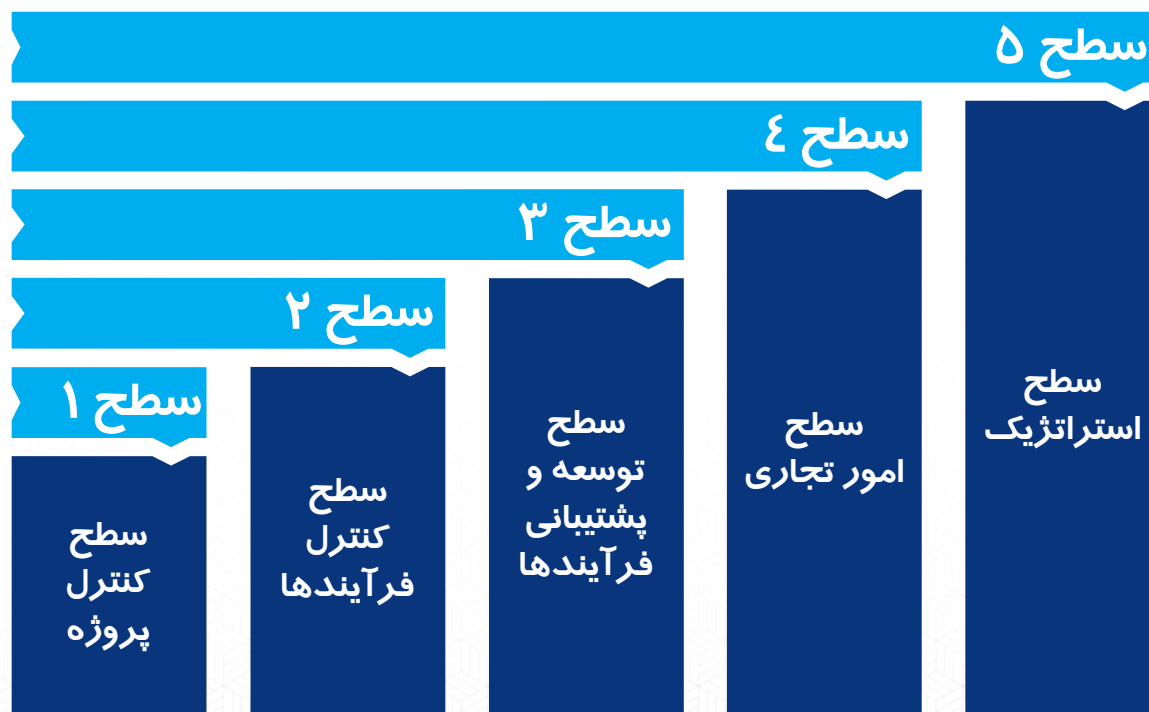 سطح ۵
سطح ٤
سطح ۳
سطح ۲
سطح ۱
سطح
استراتژیک
سطح
امور تجاری
سطح
توسعه و
پشتیبانی
فرآیندها
سطح
کنترل
فرآیندها
سطح
کنترل
پروژه